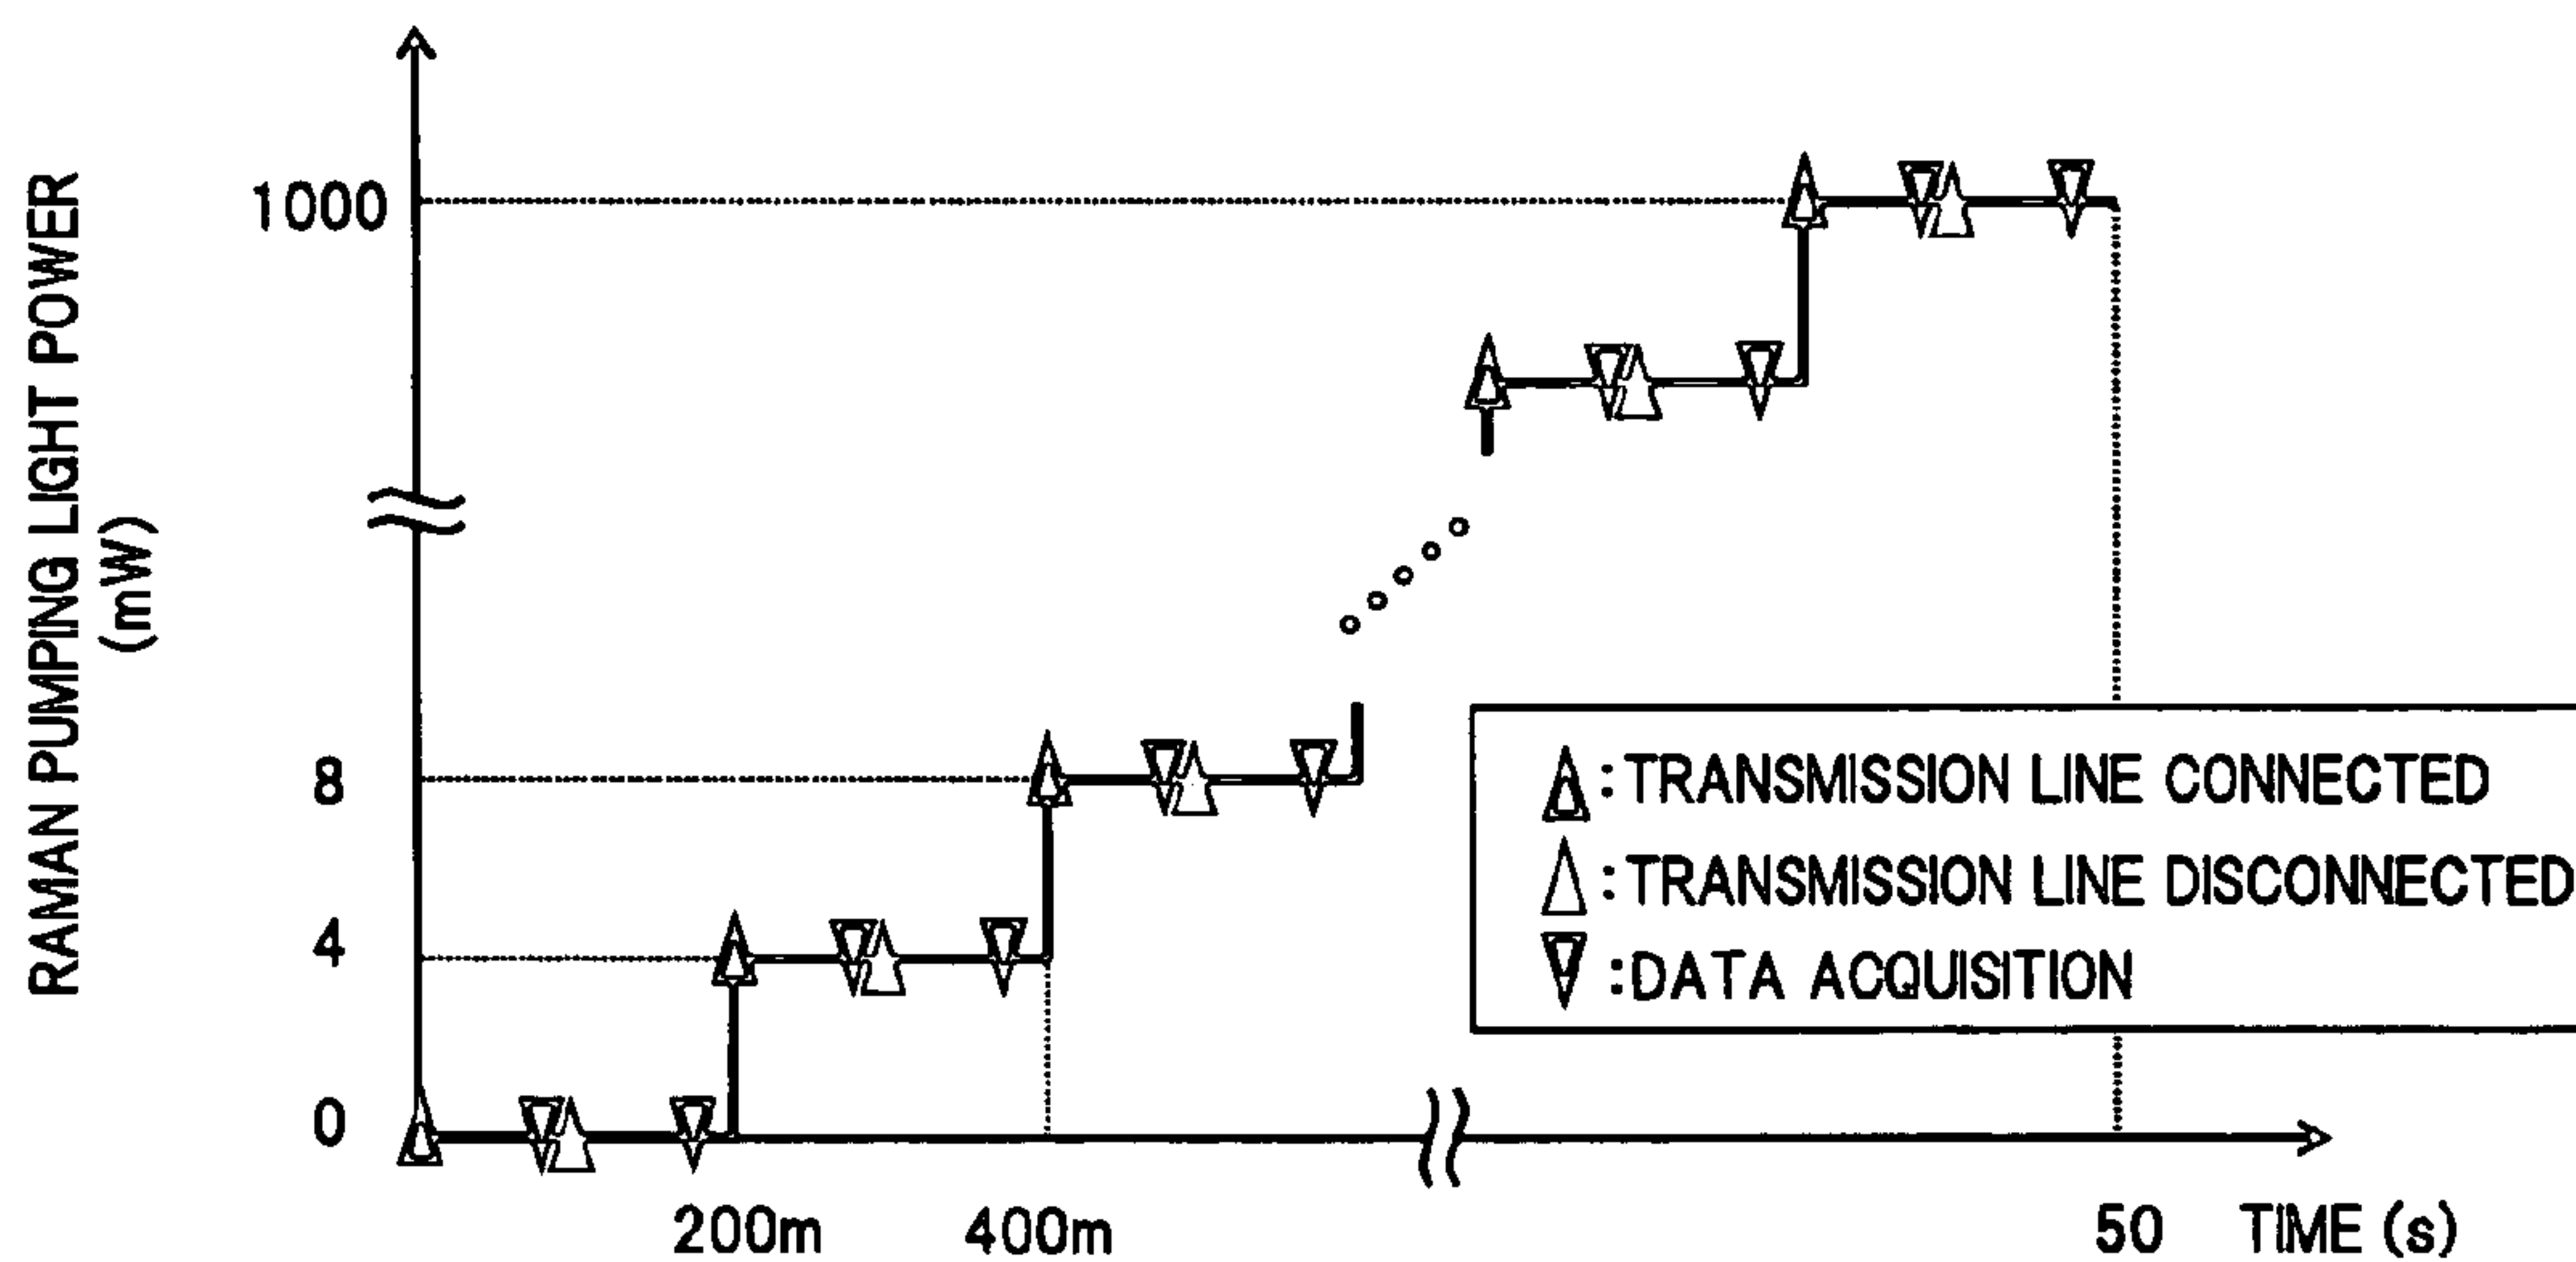 RAMAN PUMPING LIGHT POWER
(mW)
1000
8
4
0
200m
400m
50
TIME (s)
:TRANSMISSION LINE CONNECTED
:TRANSMISSION LINE DISCONNECTED
:DATA ACQUISITION